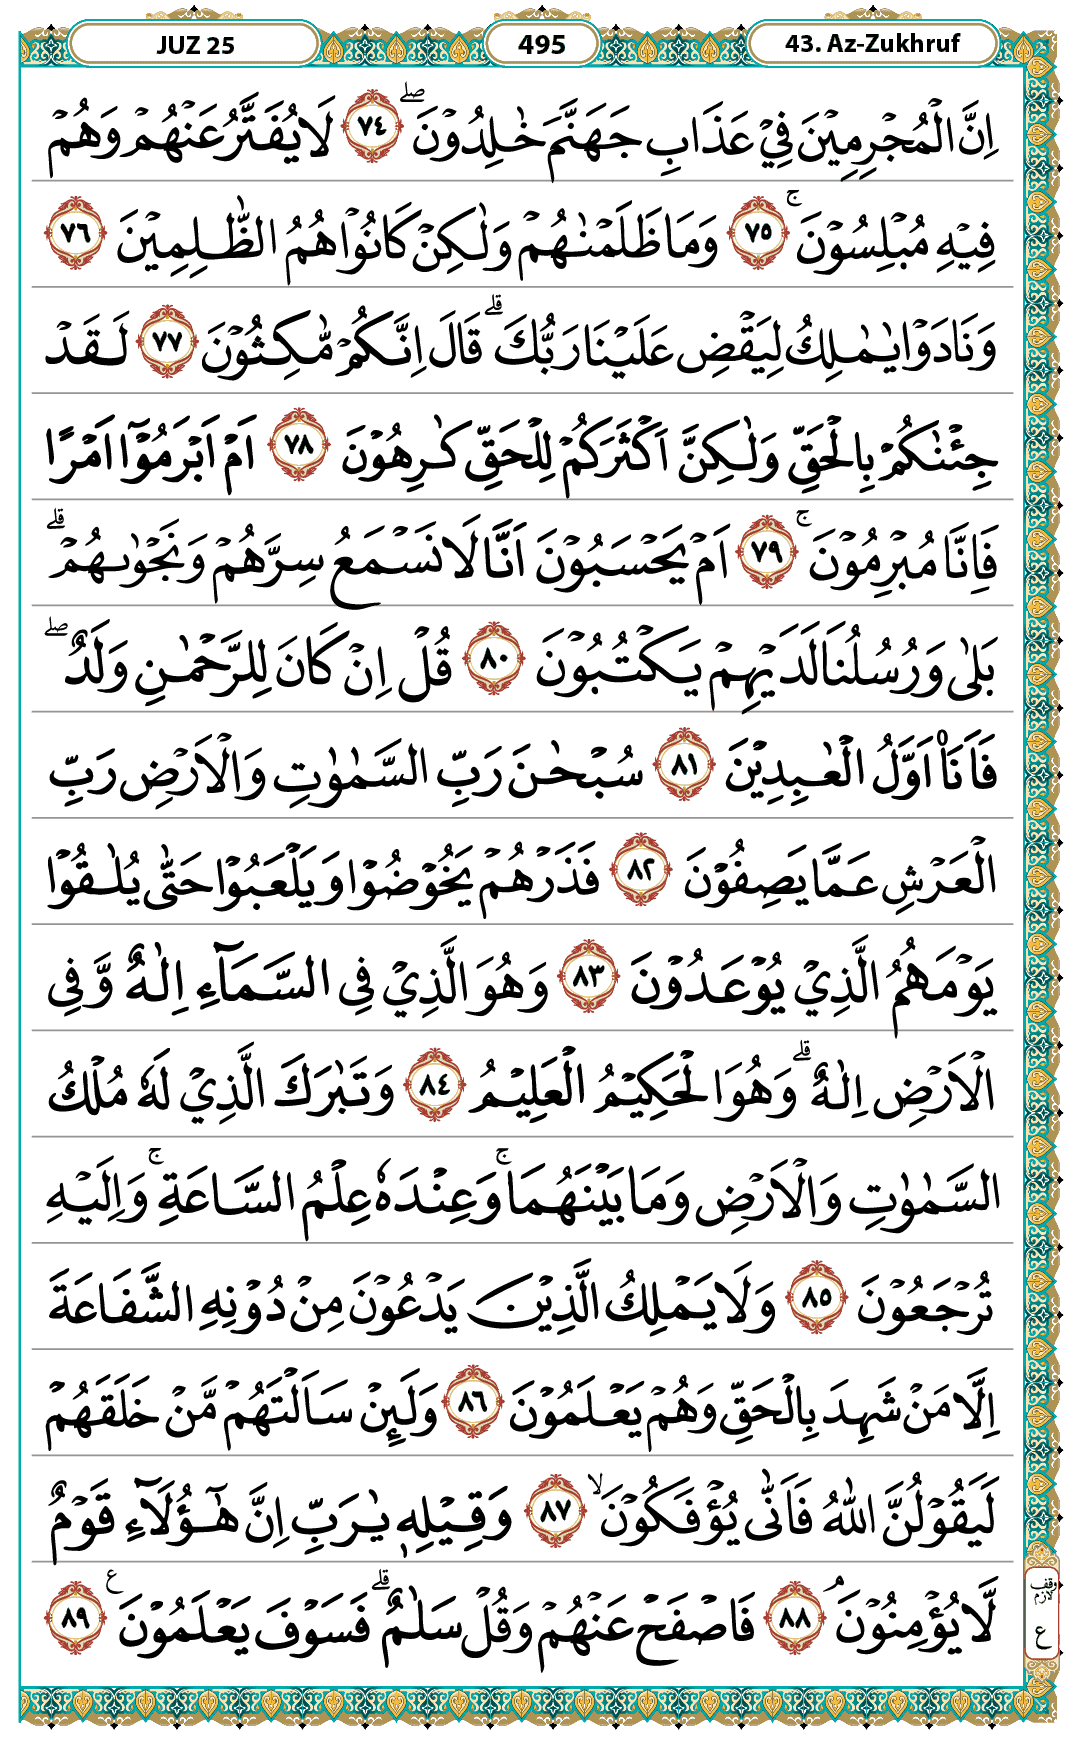 JUZ 25
495
43. Az-Zukhruf
اِنَّ الْمُجْرِمِيْنَ فِيْ عَذَابِ جَهَنَّمَ خٰلِدُوْنَ ۖ ٧٤ لَا يُفَتَّرُ عَنْهُمْ وَهُمْ
فِيْهِ مُبْلِسُوْنَ ۚ ٧٥ وَمَا ظَلَمْنٰهُمْ وَلٰكِنْ كَانُوْا هُمُ الظّٰلِمِيْنَ ٧٦
وَنَادَوْا يٰمٰلِكُ لِيَقْضِ عَلَيْنَا رَبُّكَ ۗ قَالَ اِنَّكُمْ مّٰكِثُوْنَ ٧٧ لَقَدْ
جِئْنٰكُمْ بِالْحَقِّ وَلٰكِنَّ اَكْثَرَكُمْ لِلْحَقِّ كٰرِهُوْنَ ٧٨ اَمْ اَبْرَمُوْٓا اَمْرًا
فَاِنَّا مُبْرِمُوْنَ ۚ ٧٩ اَمْ يَحْسَبُوْنَ اَنَّا لَا نَسْمَعُ سِرَّهُمْ وَنَجْوٰىهُمْ ۗ
بَلٰى وَرُسُلُنَا لَدَيْهِمْ يَكْتُبُوْنَ ٨٠ قُلْ اِنْ كَانَ لِلرَّحْمٰنِ وَلَدٌ ۖ
فَاَنَا۠ اَوَّلُ الْعٰبِدِيْنَ ٨١ سُبْحٰنَ رَبِّ السَّمٰوٰتِ وَالْاَرْضِ رَبِّ
الْعَرْشِ عَمَّا يَصِفُوْنَ ٨٢ فَذَرْهُمْ يَخُوْضُوْا وَيَلْعَبُوْا حَتّٰى يُلٰقُوْا
يَوْمَهُمُ الَّذِيْ يُوْعَدُوْنَ ٨٣ وَهُوَ الَّذِيْ فِى السَّمَاۤءِ اِلٰهٌ وَّفِى
الْاَرْضِ اِلٰهٌ ۗ وَهُوَ الْحَكِيْمُ الْعَلِيْمُ ٨٤ وَتَبٰرَكَ الَّذِيْ لَهٗ مُلْكُ
السَّمٰوٰتِ وَالْاَرْضِ وَمَا بَيْنَهُمَا ۚ وَعِنْدَهٗ عِلْمُ السَّاعَةِ ۚ وَاِلَيْهِ
تُرْجَعُوْنَ ٨٥ وَلَا يَمْلِكُ الَّذِيْنَ يَدْعُوْنَ مِنْ دُوْنِهِ الشَّفَاعَةَ
اِلَّا مَنْ شَهِدَ بِالْحَقِّ وَهُمْ يَعْلَمُوْنَ ٨٦ وَلَىِٕنْ سَاَلْتَهُمْ مَّنْ خَلَقَهُمْ
لَيَقُوْلُنَّ اللّٰهُ فَاَنّٰى يُؤْفَكُوْنَ ۙ ٨٧ وَقِيْلِهٖ يٰرَبِّ اِنَّ هٰٓؤُلَاۤءِ قَوْمٌ
لَّا يُؤْمِنُوْنَ ۘ ٨٨ فَاصْفَحْ عَنْهُمْ وَقُلْ سَلٰمٌ ۗ فَسَوْفَ يَعْلَمُوْنَ ࣖ ٨٩
وقف لازم
ع